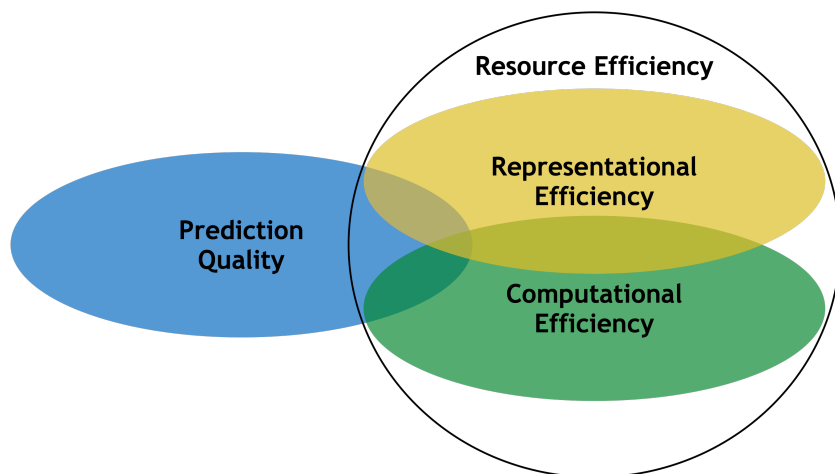 Resource Efficiency
Representational
Efficiency
Prediction
Quality
Computational
Efficiency